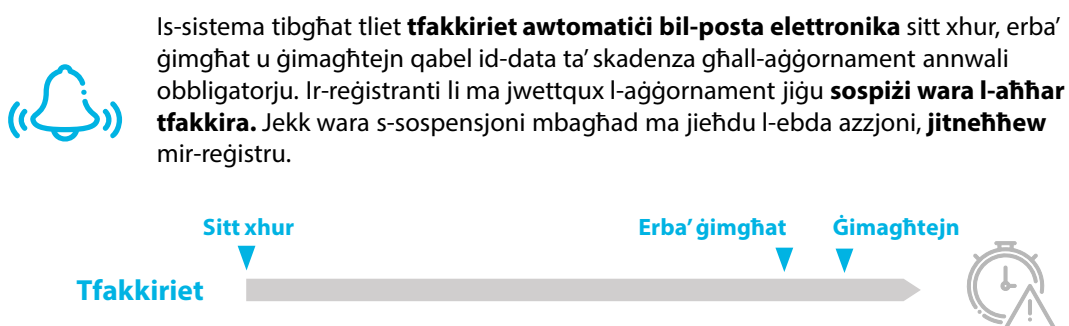 Is-sistema tibgħat tliet tfakkiriet awtomatiċi bil-posta elettronika sitt xhur, erba’
ġimgħat u ġimagħtejn qabel id-data ta’ skadenza għall-aġġornament annwali
obbligatorju. Ir-reġistranti li ma jwettqux l-aġġornament jiġu sospiżi wara l-aħħar
tfakkira. Jekk wara s-sospensjoni mbagħad ma jieħdu l-ebda azzjoni, jitneħħew
mir-reġistru.
Sitt xhur
Erba’ ġimgħat
Ġimagħtejn
Tfakkiriet